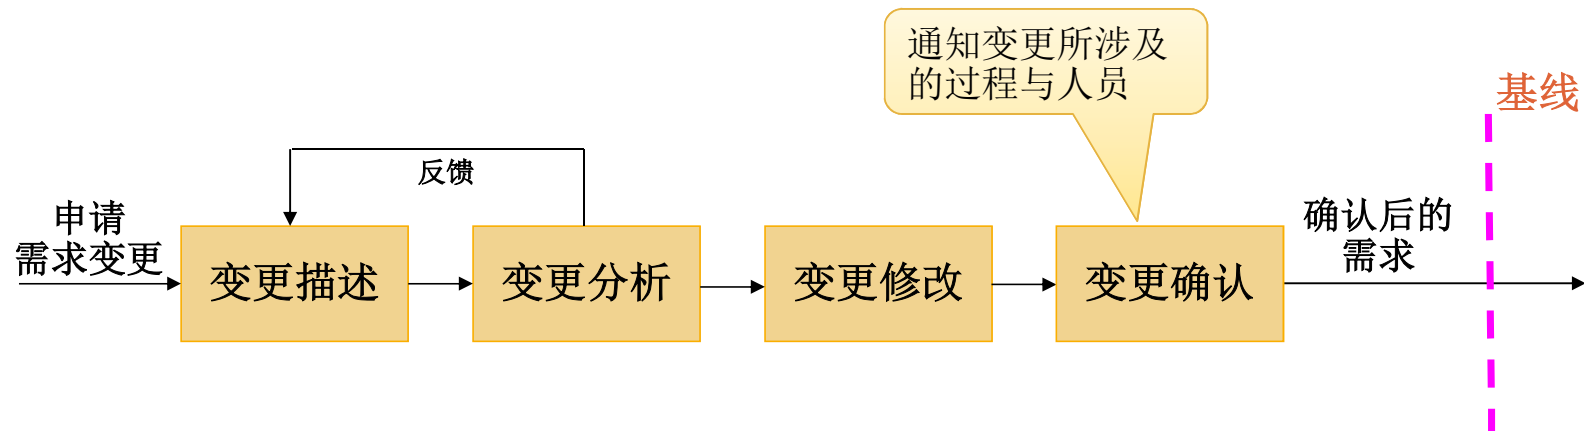 通知变更所涉及
的过程与人员
基线
反馈
申请
需求变更
变更描述
变更分析
变更修改
变更确认
确认后的
需求